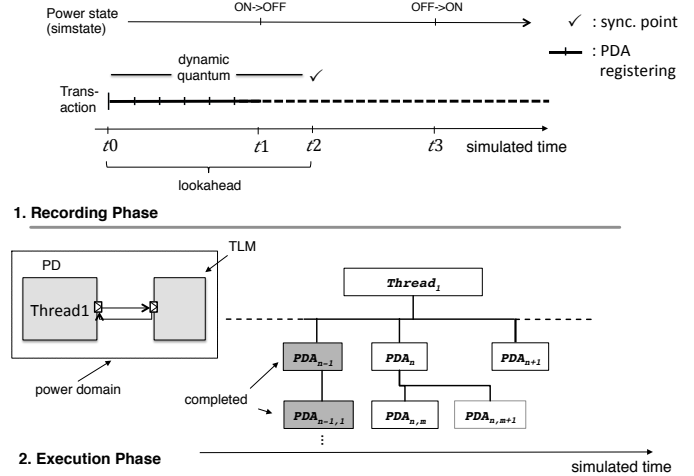 Power state
(simstate)
ON->OFF
OFF->ON
✓ : sync. point
: PDA
registering
dynamic
quantum
✓
Trans-
action
t0
t1
t2
t3
simulated time
lookahead
1. Recording Phase
TLM
PD
Thread1
power domain
Thread1
PDAn-1
PDAn
PDAn+1
completed
PDAn-1,1
PDAn,m
PDAn,m+1
⋮
2. Execution Phase
simulated time